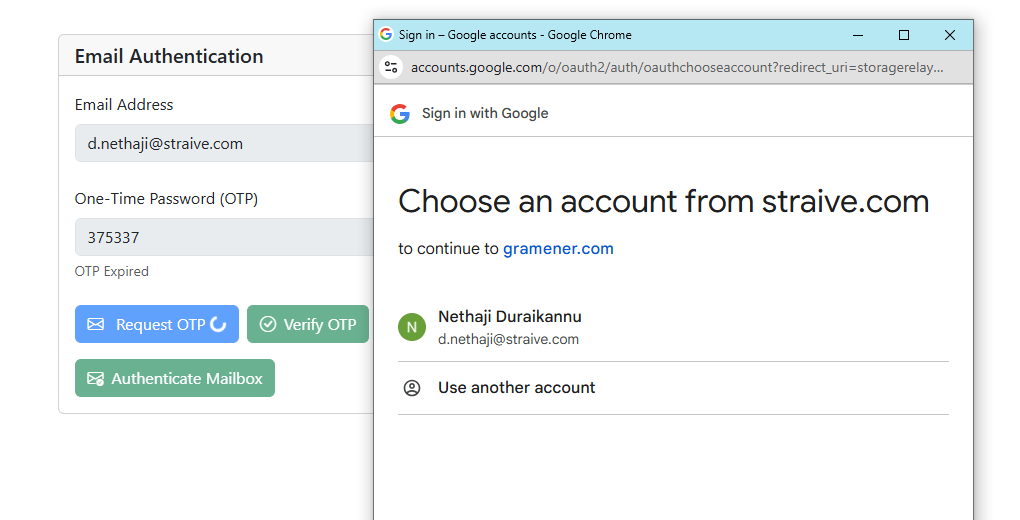 Email Authentication
Email Address
d.nethaji@straive.com
One-Time Password (OTP)
375337
OTP Expired
Request OTP
Verify OTP
Authenticate Mailbox
Sign in – Google accounts - Google Chrome
accounts.google.com/o/oauth2/auth/oauthchooseaccount?redirect_uri=storagerelay...
Sign in with Google
Choose an account from straive.com
to continue to gramener.com
N
Nethaji Duraikannu
d.nethaji@straive.com
Use another account